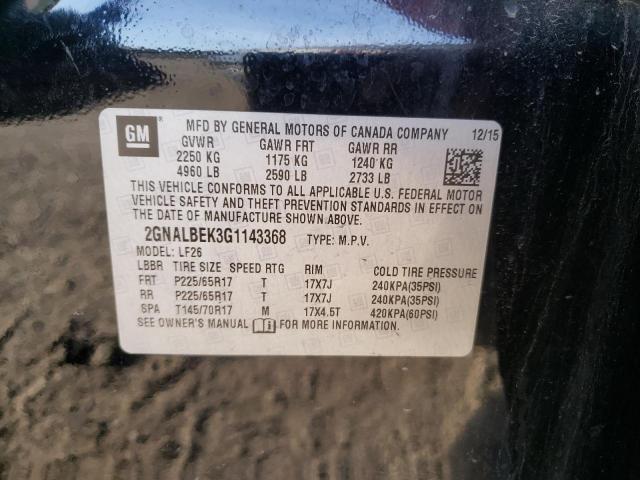 GM ®
MFD BY GENERAL MOTORS OF CANADA COMPANY 12/15
GVWR GAWR FRT GAWR RR
2250 KG 1175 KG 1240 KG
4960 LB 2590 LB 2733 LB
THIS VEHICLE CONFORMS TO ALL APPLICABLE U.S. FEDERAL MOTOR
VEHICLE SAFETY AND THEFT PREVENTION STANDARDS IN EFFECT ON
THE DATE OF MANUFACTURE SHOWN ABOVE.
2GNALBEK3G1143368 TYPE: M.P.V.
MODEL: LF26
LBBR TIRE SIZE SPEED RTG RIM COLD TIRE PRESSURE
FRT P225/65R17 T 17X7J 240KPA(35PSI)
RR P225/65R17 T 17X7J 240KPA(35PSI)
SPA T145/70R17 M 17X4.5T 420KPA(60PSI)
SEE OWNER'S MANUAL FOR MORE INFORMATION.